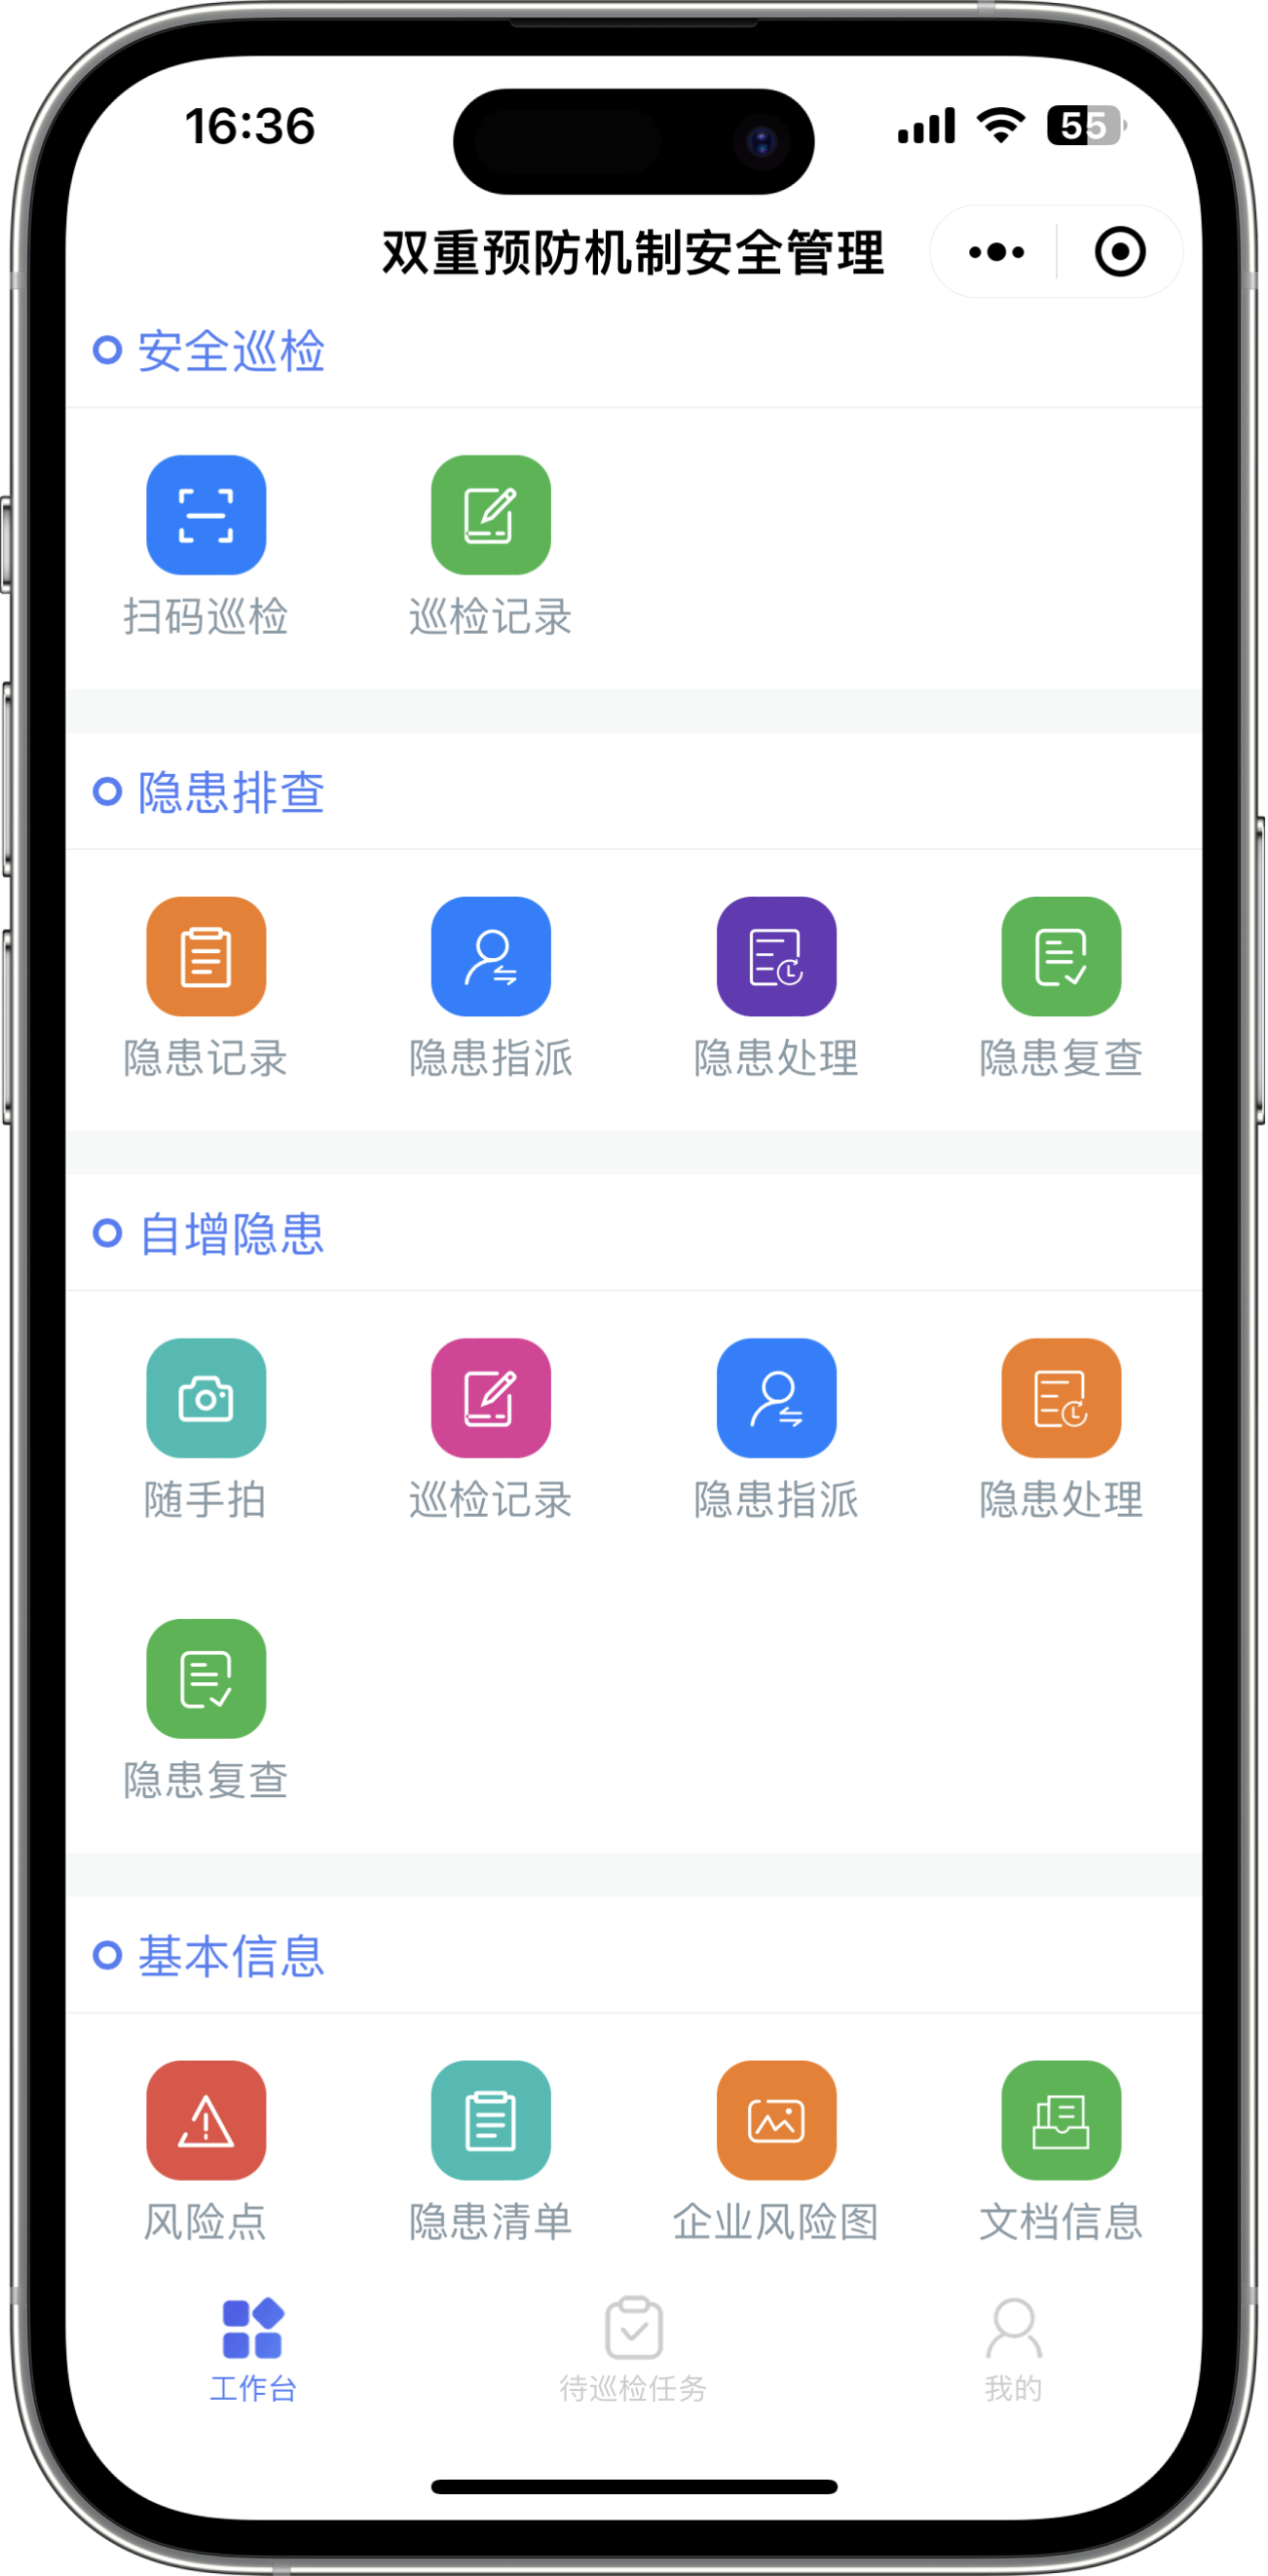 16:36
55
双重预防机制安全管理
安全巡检
扫码巡检 巡检记录
隐患排查
隐患记录 隐患指派 隐患处理 隐患复查
自增隐患
随手拍 巡检记录 隐患指派 隐患处理
隐患复查
基本信息
风险点 隐患清单 企业风险图 文档信息
工作台 待巡检任务 我的